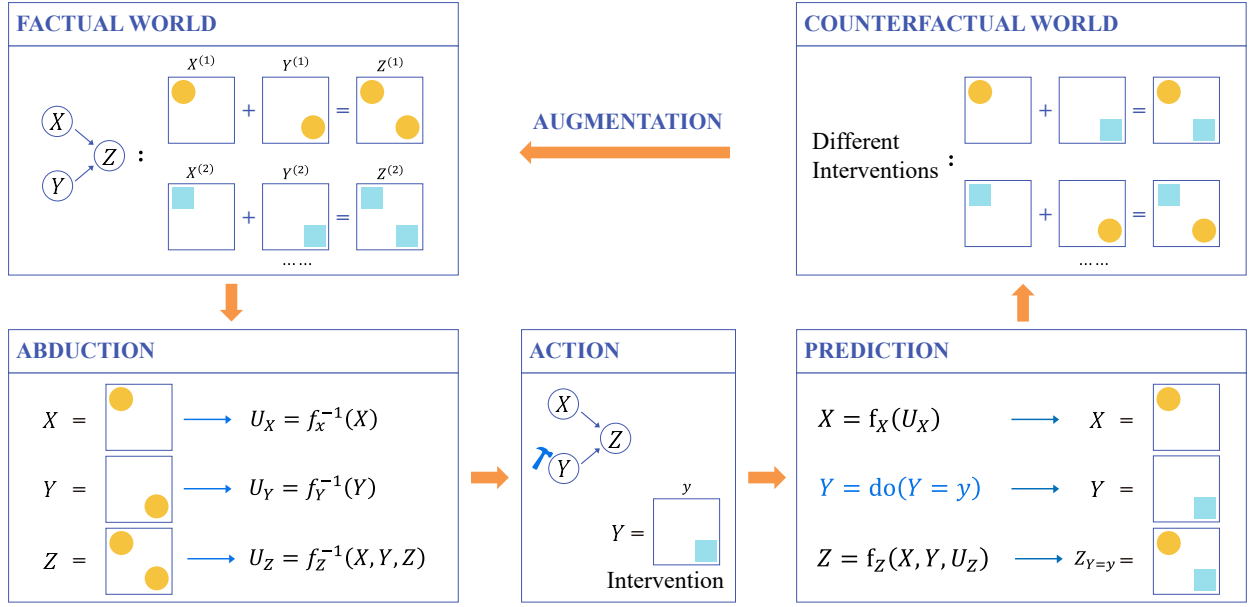 FACTUAL WORLD
X^(1) Y^(1) Z^(1)
+ =
X
Z :
Y
X^(2) Y^(2) Z^(2)
+ =
... ...
AUGMENTATION
COUNTERFACTUAL WORLD
+ =
Different
Interventions :
+ =
... ...
ABDUCTION
X = U_X = f_x^{-1}(X)
Y = U_Y = f_Y^{-1}(Y)
Z = U_Z = f_Z^{-1}(X, Y, Z)
ACTION
X
Z
Y
y
Y =
Intervention
PREDICTION
X = f_X(U_X) X =
Y = do(Y = y) Y =
Z = f_Z(X, Y, U_Z) Z_{Y=y} =